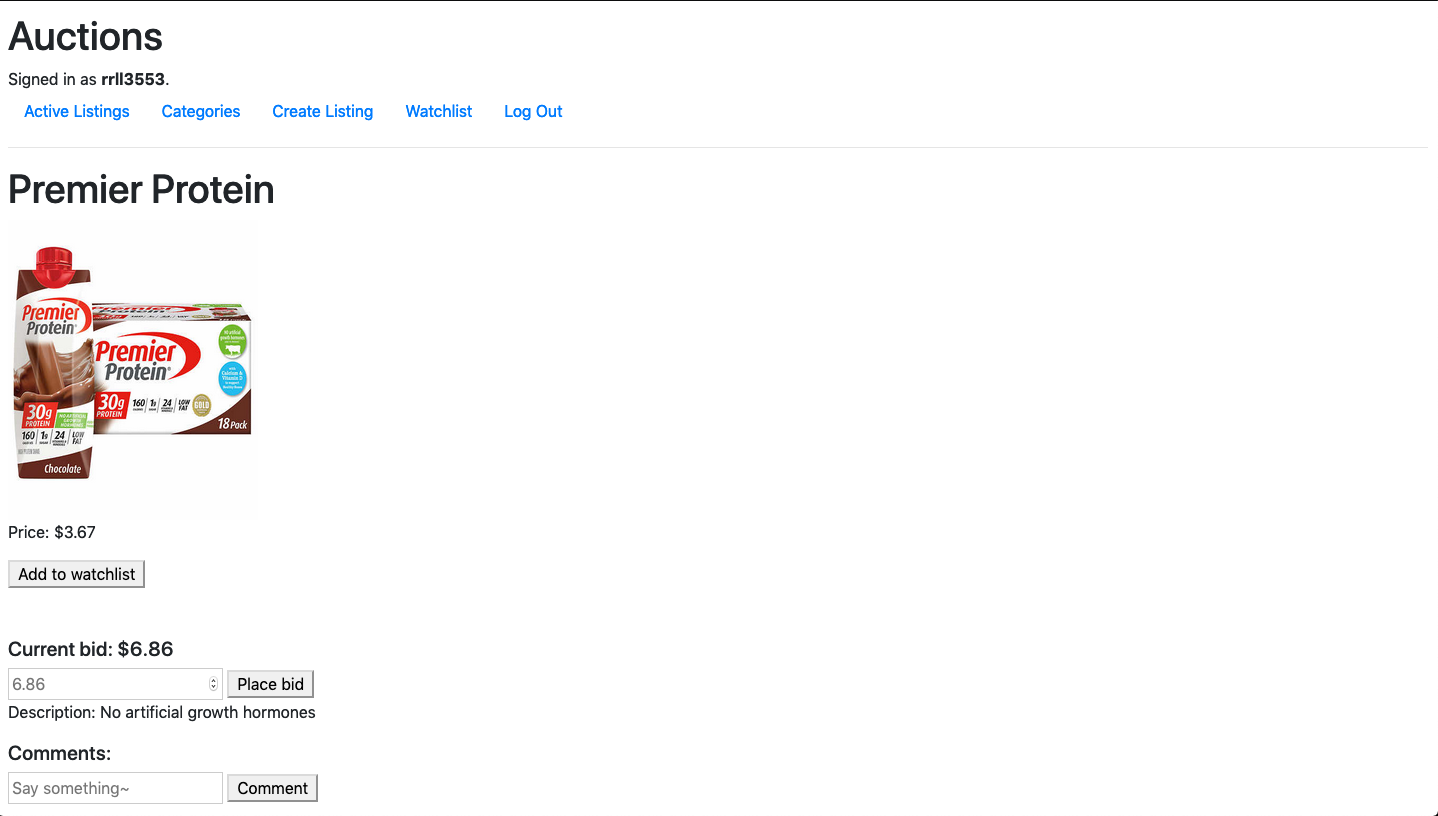 Auctions
Signed in as rrll3553.
Active Listings Categories Create Listing Watchlist Log Out
Premier Protein
Premier
Protein
30g
PROTEIN
160 1g 24 LOW FAT
Chocolate
Premier
Protein
Premier
Protein
30g
PROTEIN
160 1g 24 LOW FAT
GOLD
18 Pack
Price: $3.67
Add to watchlist
Current bid: $6.86
6.86 Place bid
Description: No artificial growth hormones
Comments:
Say something~ Comment